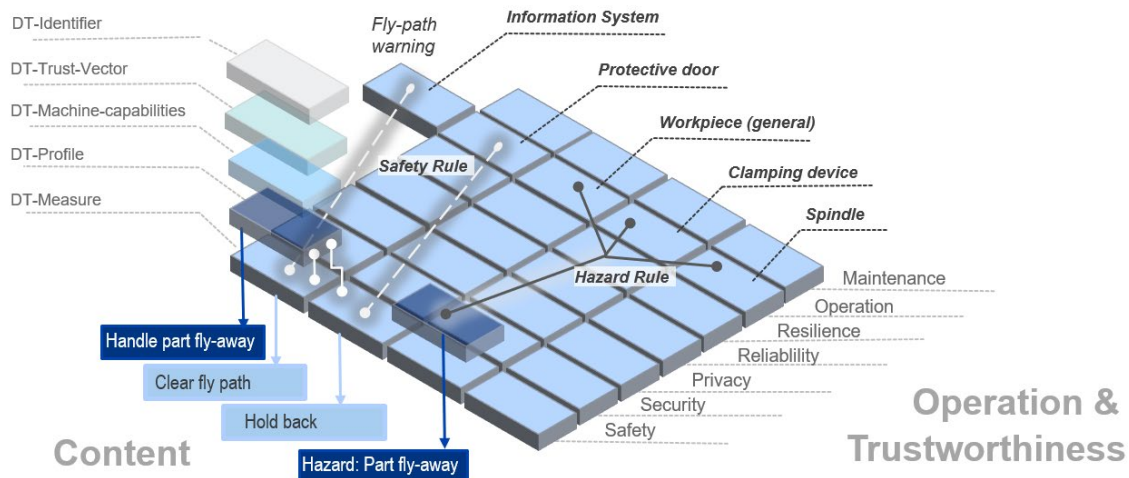 DT-Identifier
DT-Trust-Vector
DT-Machine-capabilities
DT-Profile
DT-Measure
Fly-path
warning
Information System
Protective door
Workpiece (general)
Clamping device
Spindle
Safety Rule
Hazard Rule
Maintenance
Operation
Resilience
Reliablility
Privacy
Security
Safety
Handle part fly-away
Clear fly path
Hold back
Hazard: Part fly-away
Content
Operation &
Trustworthiness